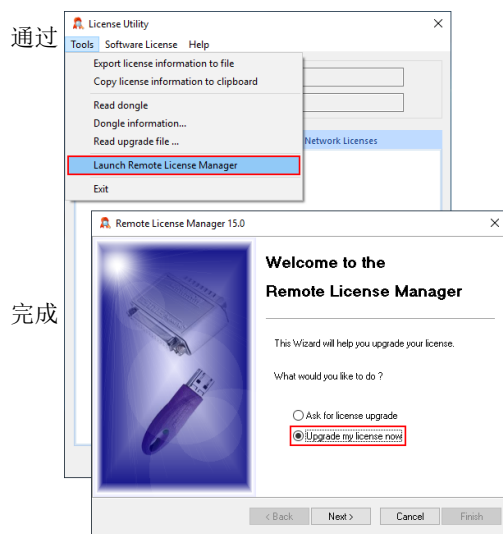 通过
License Utility
Tools Software License Help
Export license information to file
Copy license information to clipboard
Read dongle
Dongle information...
Read upgrade file ...
Network Licenses
Launch Remote License Manager
Exit
Remote License Manager 15.0
Welcome to the
Remote License Manager
完成
This Wizard will help you upgrade your license.
What would you like to do ?
Ask for license upgrade
Upgrade my license now
< Back Next > Cancel Finish